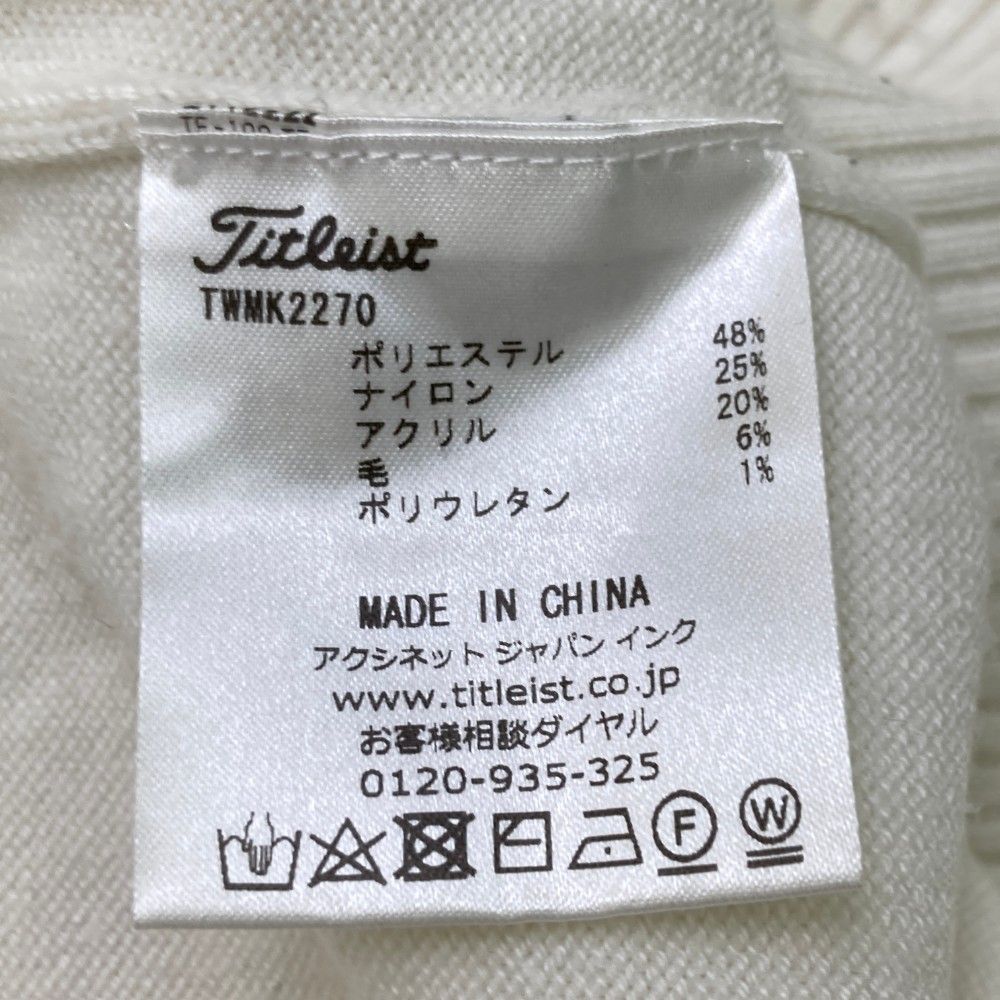 Titleist
TWMK2270
ポリエステル 48%
ナイロン 25%
アクリル 20%
毛 6%
ポリウレタン 1%
MADE IN CHINA
アクシネット ジャパン インク
www.titleist.co.jp
お客様相談ダイヤル
0120-935-325
F W